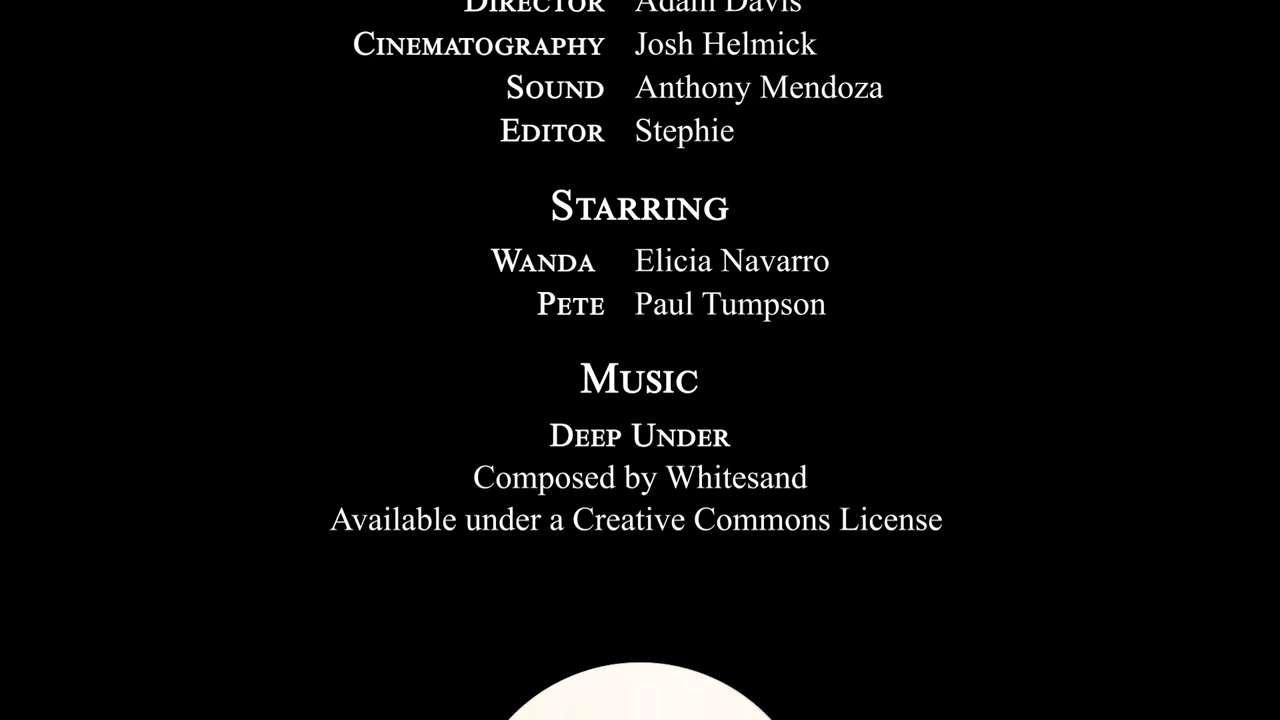 Director Adam Davis
Cinematography Josh Helmick
Sound Anthony Mendoza
Editor Stephie
Starring
Wanda Elicia Navarro
Pete Paul Tumpson
Music
Deep Under
Composed by Whitesand
Available under a Creative Commons License